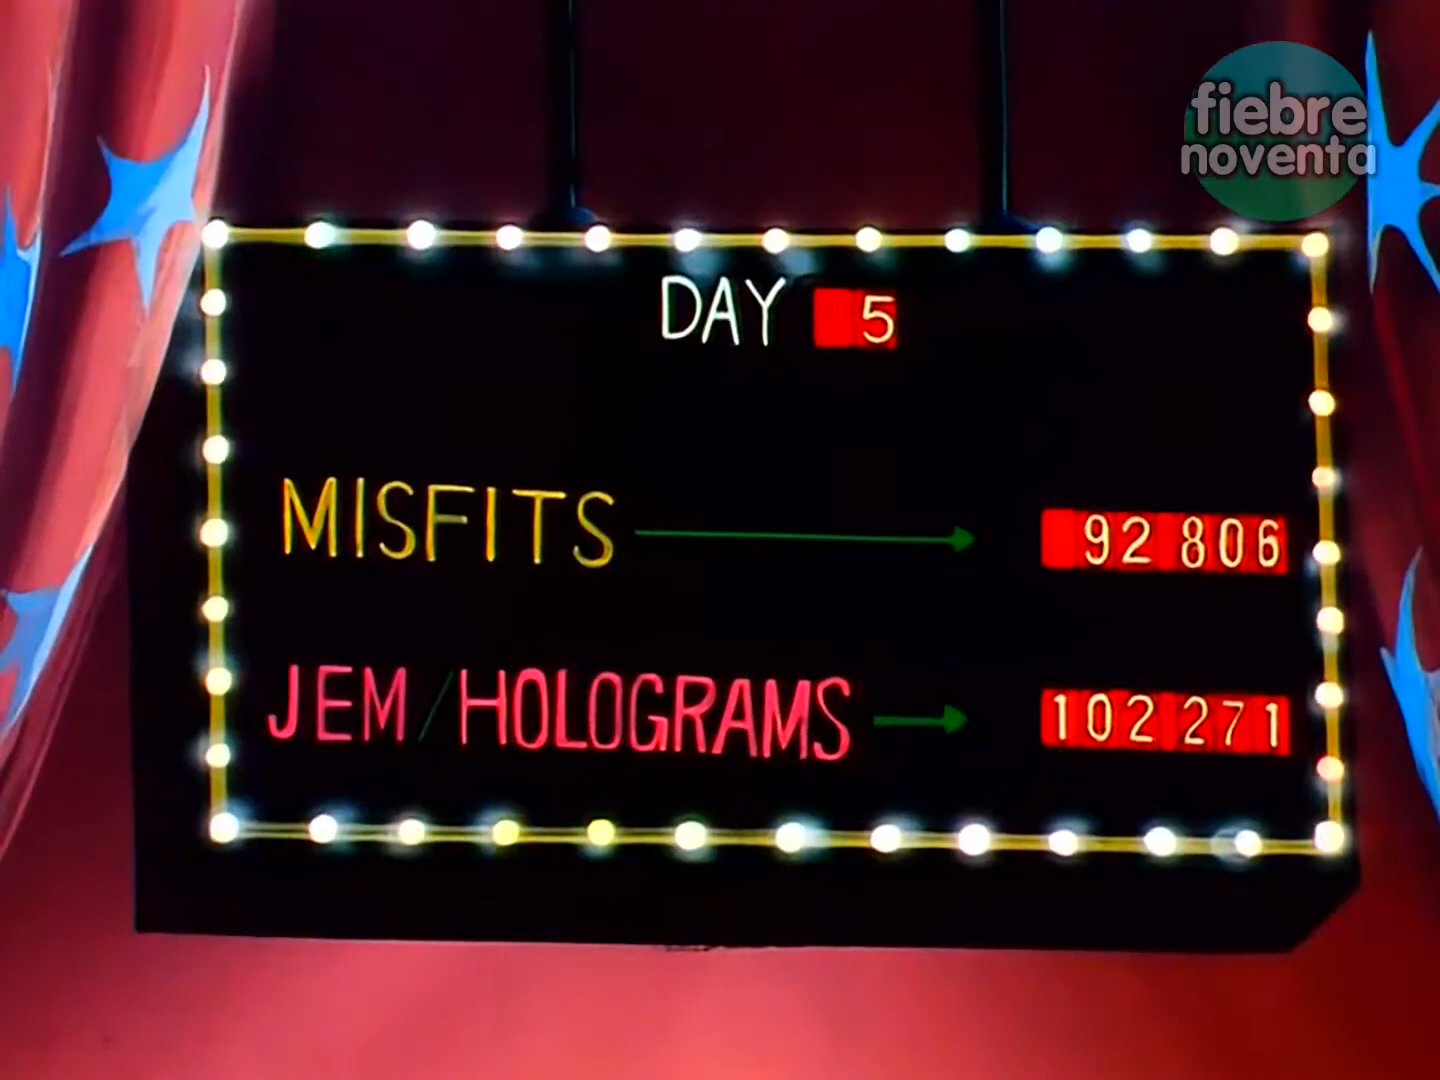 fiebre
noventa
DAY 5
MISFITS 92 806
JEM/HOLOGRAMS 102 271